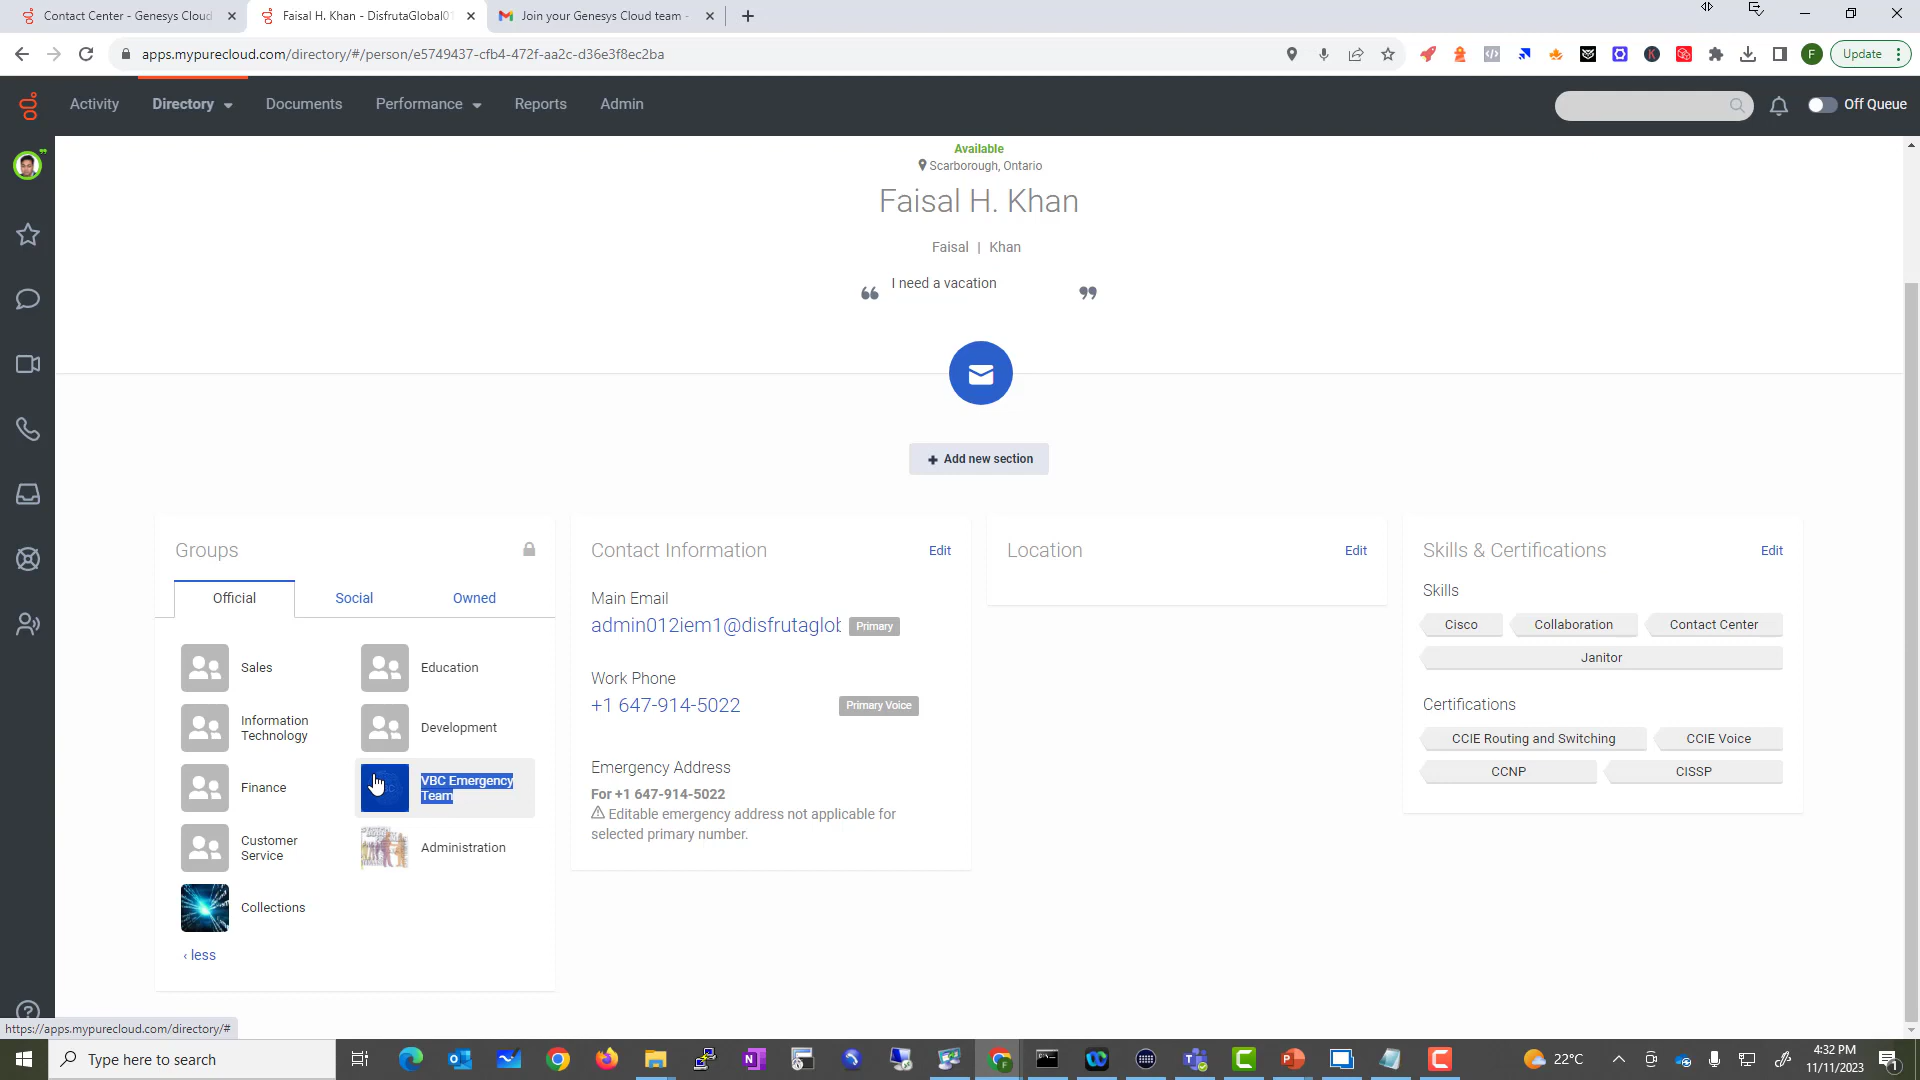 Contact Center - Genesys Cloud
Faisal H. Khan - DisfrutaGlobal01
Join your Genesys Cloud team -
apps.mypurecloud.com/directory/#/person/e5749437-cfb4-472f-aa2c-d36e3f8ec2ba
F
Update
Activity
Directory
Documents
Performance
Reports
Admin
Off Queue
Available
Scarborough, Ontario
Faisal H. Khan
Faisal | Khan
“ I need a vacation ”
+ Add new section
Groups
Official
Social
Owned
Sales
Education
Information Technology
Development
Finance
VBC Emergency Team
Customer Service
Administration
Collections
‹ less
Contact Information
Edit
Main Email
admin012iem1@disfrutaglob
Primary
Work Phone
+1 647-914-5022
Primary Voice
Emergency Address
For +1 647-914-5022
Editable emergency address not applicable for
selected primary number.
Location
Edit
Skills & Certifications
Edit
Skills
Cisco
Collaboration
Contact Center
Janitor
Certifications
CCIE Routing and Switching
CCIE Voice
CCNP
CISSP
https://apps.mypurecloud.com/directory/#
Type here to search
22°C
4:32 PM
11/11/2023
1